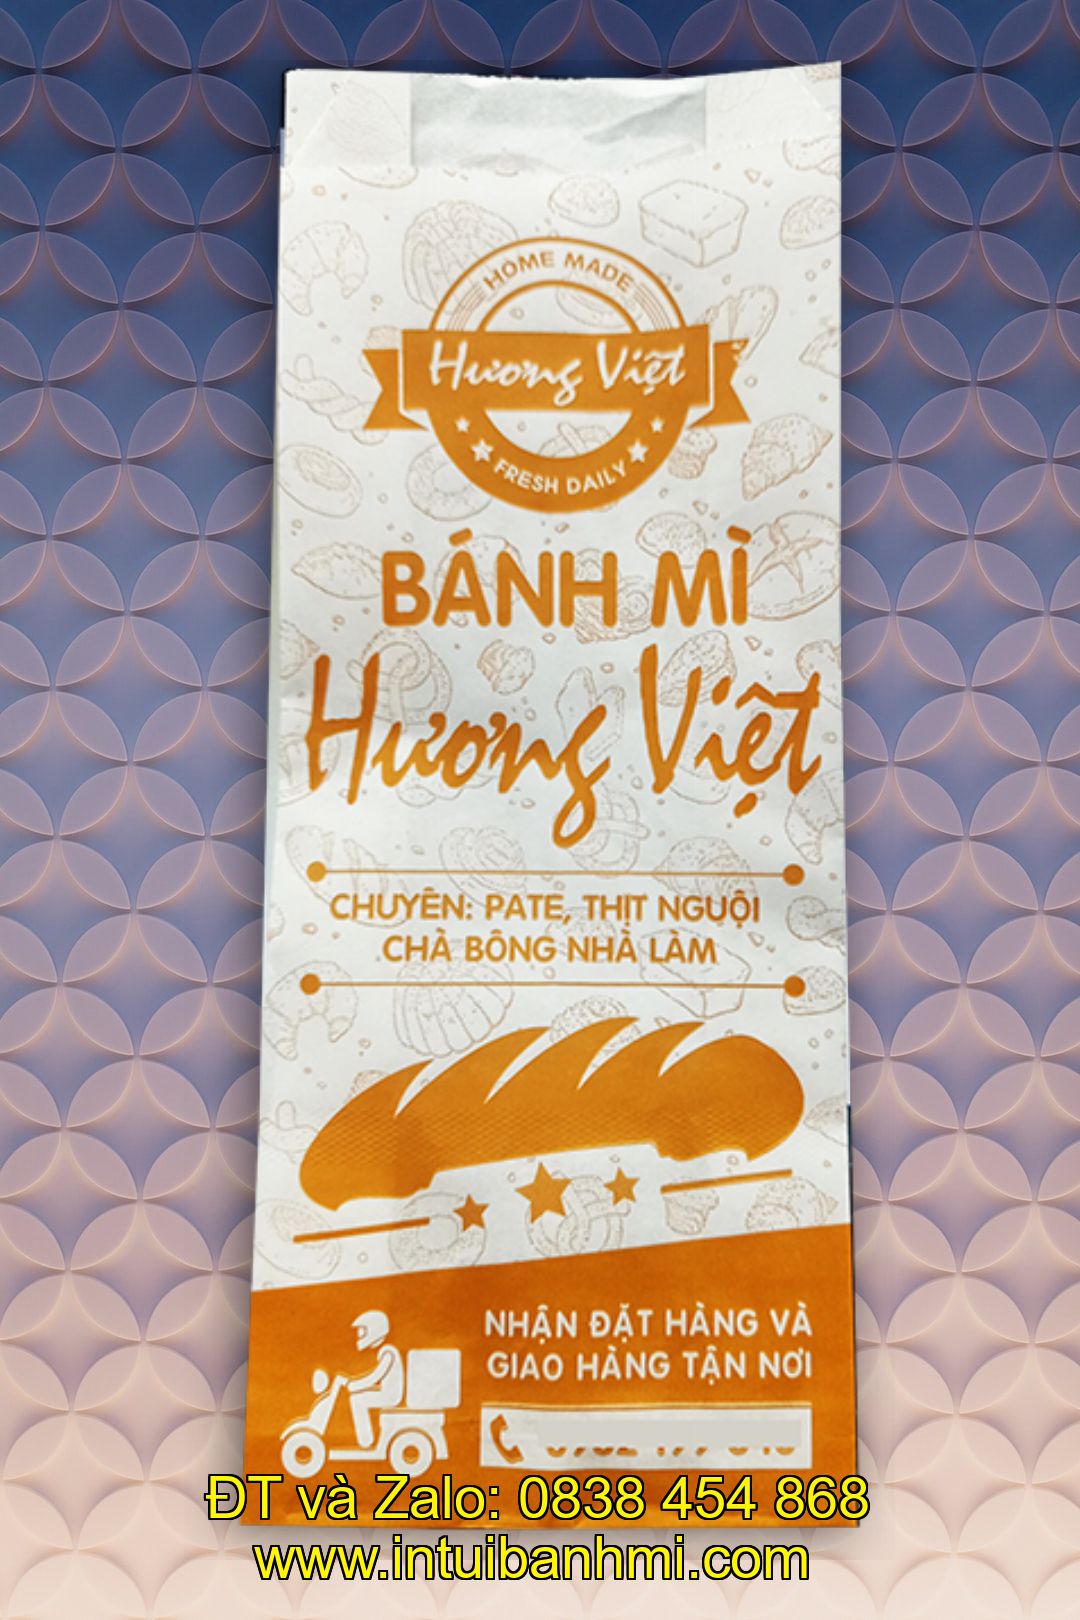 HOME MADE
Hương Việt
FRESH DAILY
BÁNH MÌ
Hương Việt
CHUYÊN: PATE, THỊT NGUỘI
CHÀ BÔNG NHÀ LÀM
NHẬN ĐẶT HÀNG VÀ
GIAO HÀNG TẬN NƠI
ĐT và Zalo: 0838 454 868
www.intuibanhmi.com